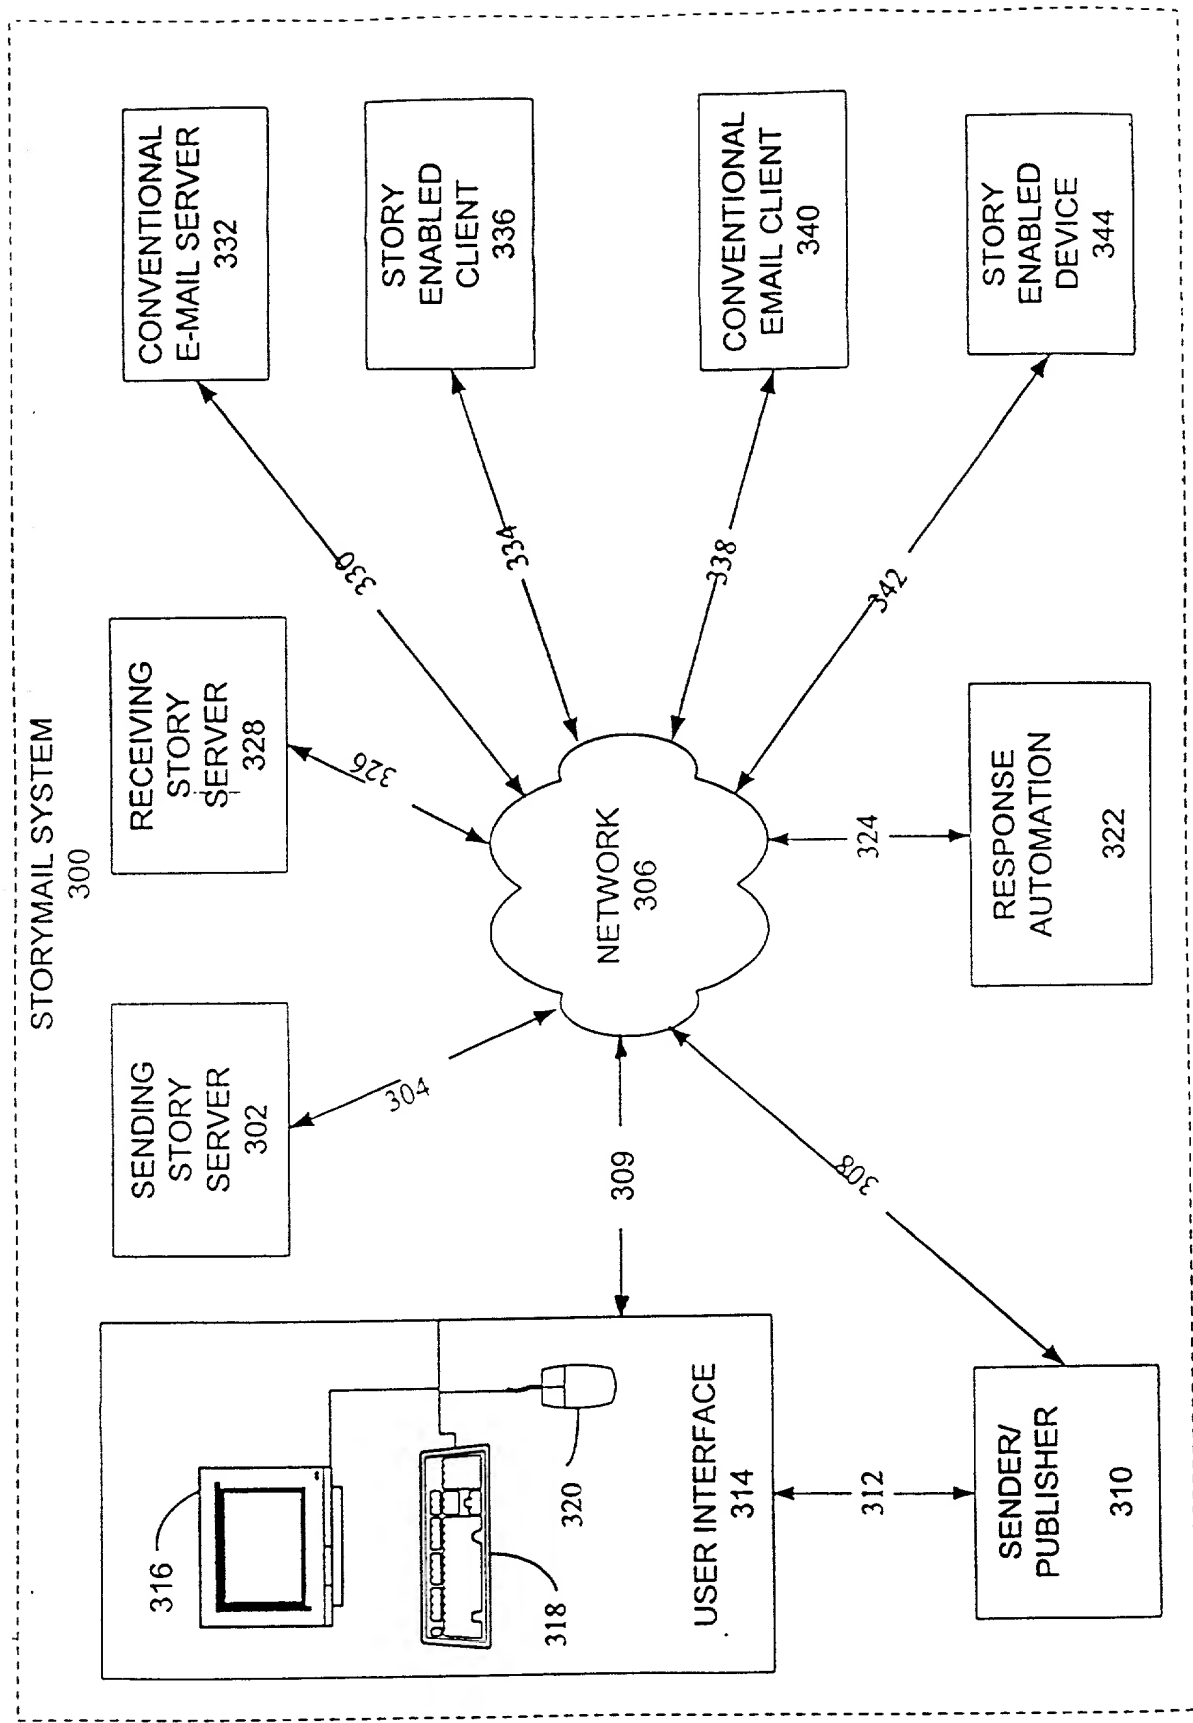 STORYMAIL SYSTEM
300
SENDING
STORY
SERVER
302
RECEIVING
STORY
SERVER
328
CONVENTIONAL
E-MAIL SERVER
332
STORY
ENABLED
CLIENT
336
CONVENTIONAL
EMAIL CLIENT
340
STORY
ENABLED
DEVICE
344
304
326
330
334
338
342
NETWORK
306
309
308
324
RESPONSE
AUTOMATION
322
316
318
320
USER INTERFACE
314
312
SENDER/
PUBLISHER
310